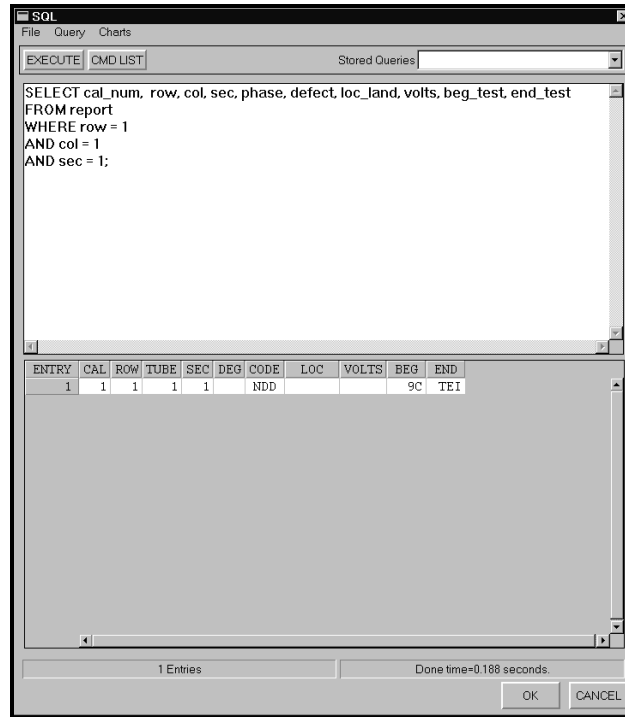 SQL
File Query Charts
EXECUTE CMD LIST Stored Queries
SELECT cal_num, row, col, sec, phase, defect, loc_land, volts, beg_test, end_test
FROM report
WHERE row = 1
AND col = 1
AND sec = 1;
ENTRY CAL ROW TUBE SEC DEG CODE LOC VOLTS BEG END
1 1 1 1 1 NDD 9C TEI
1 Entries Done time=0.188 seconds.
OK CANCEL